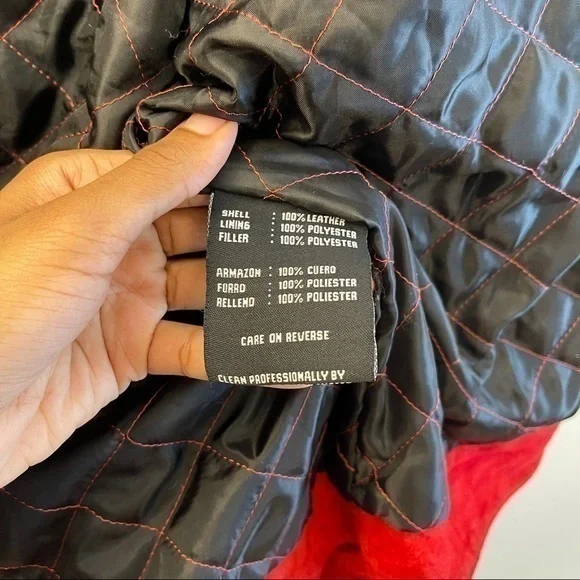 SHELL : 100% LEATHER
LINING : 100% POLYESTER
FILLER : 100% POLYESTER
ARMAZÓN : 100% CUERO
FORRO : 100% POLIESTER
RELLENO : 100% POLIESTER
CARE ON REVERSE
CLEAN PROFESSIONALLY BY